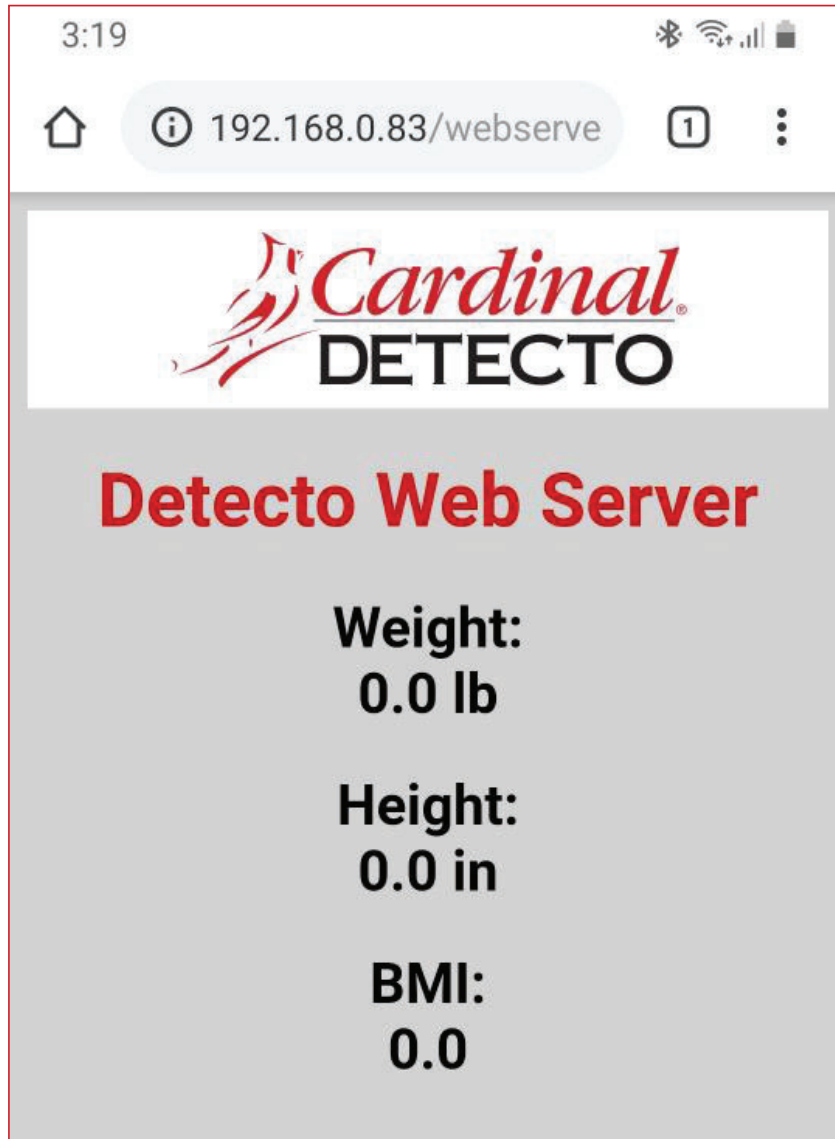 3:19
192.168.0.83/webserve
1
Cardinal®
DETECTO
Detecto Web Server
Weight:
0.0 lb
Height:
0.0 in
BMI:
0.0